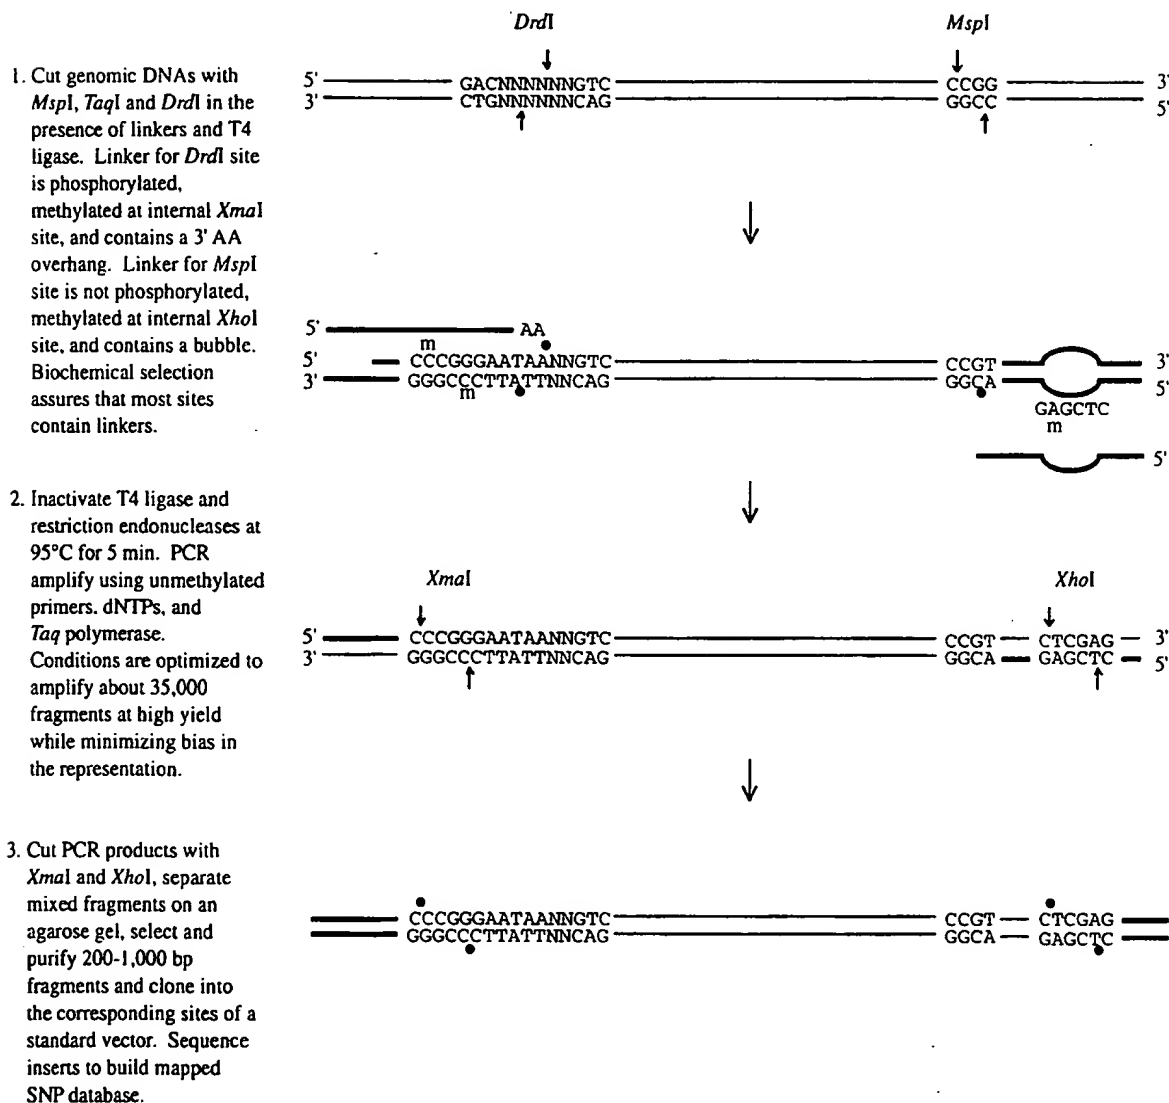 DrdI
MspI
1. Cut genomic DNAs with
MspI, TaqI and DrdI in the
presence of linkers and T4
ligase. Linker for DrdI site
is phosphorylated,
methylated at internal XmaI
site, and contains a 3' AA
overhang. Linker for MspI
site is not phosphorylated,
methylated at internal XhoI
site, and contains a bubble.
Biochemical selection
assures that most sites
contain linkers.
5' GACNNNNNNGTC CCGG 3'
3' CTGNNNNNNCAG GGCC 5'
5' AA
m
5' CCCGGGAATAANNGTC CCGT 3'
3' GGGCCCTTATTNNCAG GGCA 5'
m
GAGCTC
m
5'
2. Inactivate T4 ligase and
restriction endonucleases at
95°C for 5 min. PCR
amplify using unmethylated
primers. dNTPs, and
Taq polymerase.
Conditions are optimized to
amplify about 35,000
fragments at high yield
while minimizing bias in
the representation.
XmaI
XhoI
5' CCCGGGAATAANNGTC CCGT CTCGAG 3'
3' GGGCCCTTATTNNCAG GGCA GAGCTC 5'
3. Cut PCR products with
XmaI and XhoI, separate
mixed fragments on an
agarose gel, select and
purify 200-1,000 bp
fragments and clone into
the corresponding sites of a
standard vector. Sequence
inserts to build mapped
SNP database.
CCCGGGAATAANNGTC CCGT CTCGAG
GGGCCCTTATTNNCAG GGCA GAGCTC